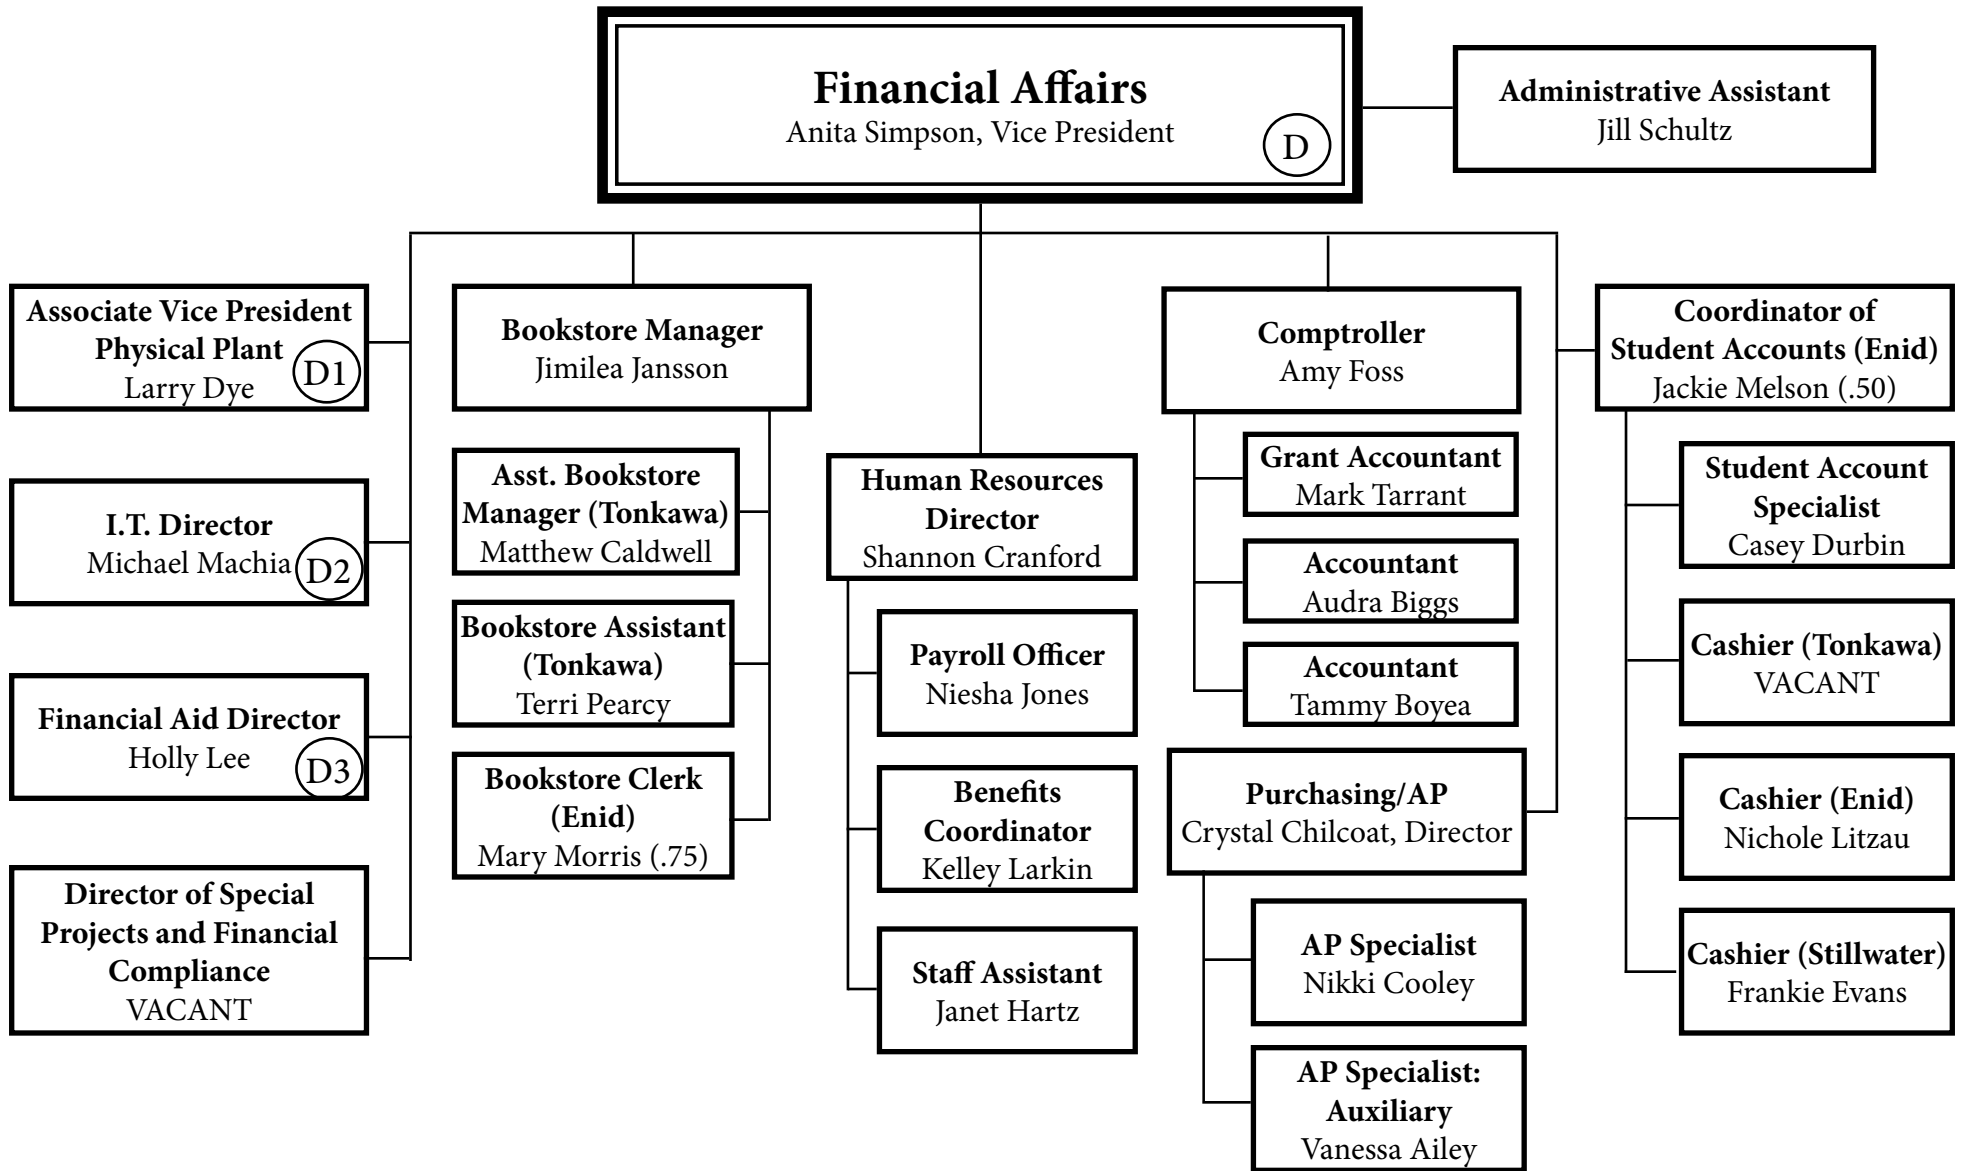 Financial Affairs
Anita Simpson, Vice President
D
Administrative Assistant
Jill Schultz
Associate Vice President
Physical Plant
Larry Dye
D1
I.T. Director
Michael Machia
D2
Financial Aid Director
Holly Lee
D3
Director of Special
Projects and Financial
Compliance
VACANT
Bookstore Manager
Jimilea Jansson
Asst. Bookstore
Manager (Tonkawa)
Matthew Caldwell
Bookstore Assistant
(Tonkawa)
Terri Pearcy
Bookstore Clerk
(Enid)
Mary Morris (.75)
Human Resources
Director
Shannon Cranford
Payroll Officer
Niesha Jones
Benefits
Coordinator
Kelley Larkin
Staff Assistant
Janet Hartz
Comptroller
Amy Foss
Grant Accountant
Mark Tarrant
Accountant
Audra Biggs
Accountant
Tammy Boyea
Purchasing/AP
Crystal Chilcoat, Director
AP Specialist
Nikki Cooley
AP Specialist:
Auxiliary
Vanessa Ailey
Coordinator of
Student Accounts (Enid)
Jackie Melson (.50)
Student Account
Specialist
Casey Durbin
Cashier (Tonkawa)
VACANT
Cashier (Enid)
Nichole Litzau
Cashier (Stillwater)
Frankie Evans